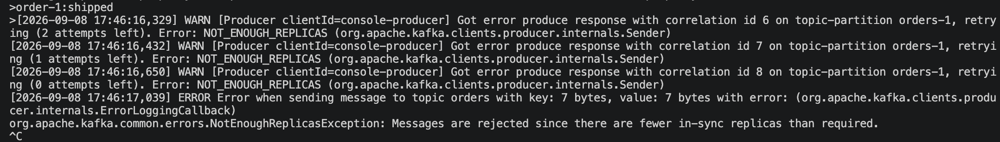 >order-1:shipped
>[2026-09-08 17:46:16,329] WARN [Producer clientId=console-producer] Got error produce response with correlation id 6 on topic-partition orders-1, retry
ing (2 attempts left). Error: NOT_ENOUGH_REPLICAS (org.apache.kafka.clients.producer.internals.Sender)
[2026-09-08 17:46:16,432] WARN [Producer clientId=console-producer] Got error produce response with correlation id 7 on topic-partition orders-1, retryi
ng (1 attempts left). Error: NOT_ENOUGH_REPLICAS (org.apache.kafka.clients.producer.internals.Sender)
[2026-09-08 17:46:16,650] WARN [Producer clientId=console-producer] Got error produce response with correlation id 8 on topic-partition orders-1, retryi
ng (0 attempts left). Error: NOT_ENOUGH_REPLICAS (org.apache.kafka.clients.producer.internals.Sender)
[2026-09-08 17:46:17,039] ERROR Error when sending message to topic orders with key: 7 bytes, value: 7 bytes with error: (org.apache.kafka.clients.produ
cer.internals.ErrorLoggingCallback)
org.apache.kafka.common.errors.NotEnoughReplicasException: Messages are rejected since there are fewer in-sync replicas than required.
^C